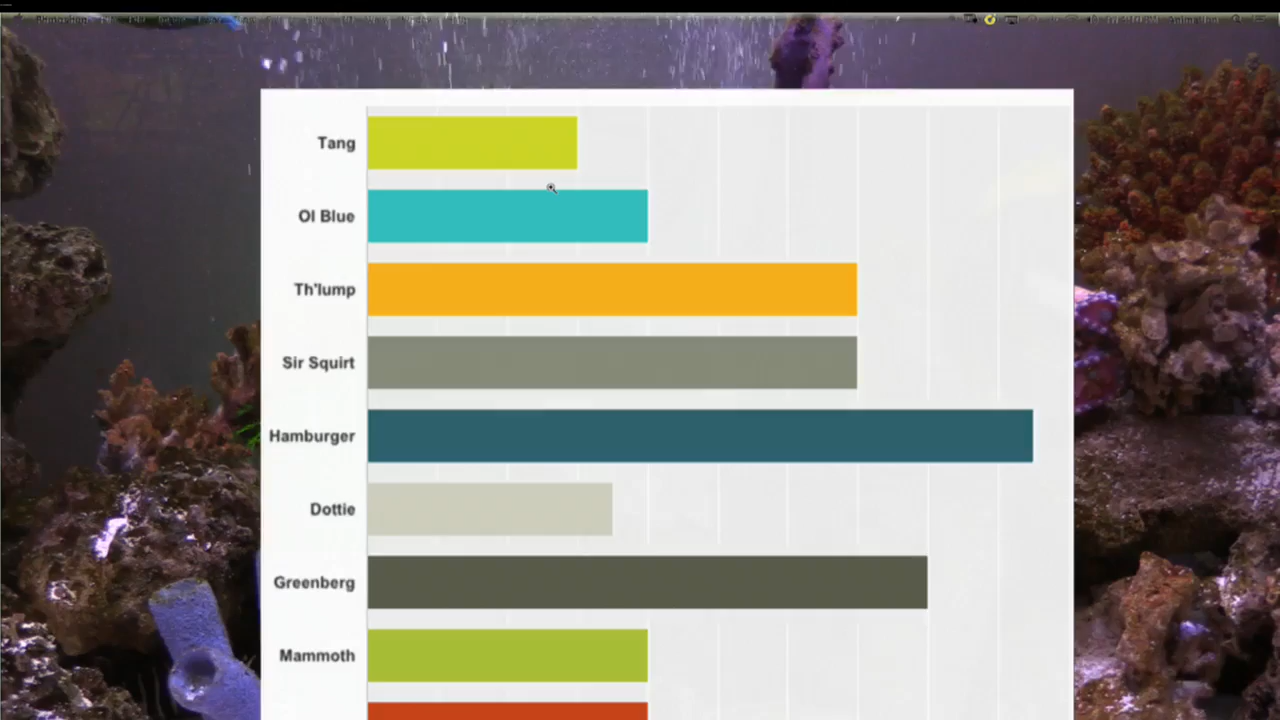 Tang
Ol Blue
Th'lump
Sir Squirt
Hamburger
Dottie
Greenberg
Mammoth